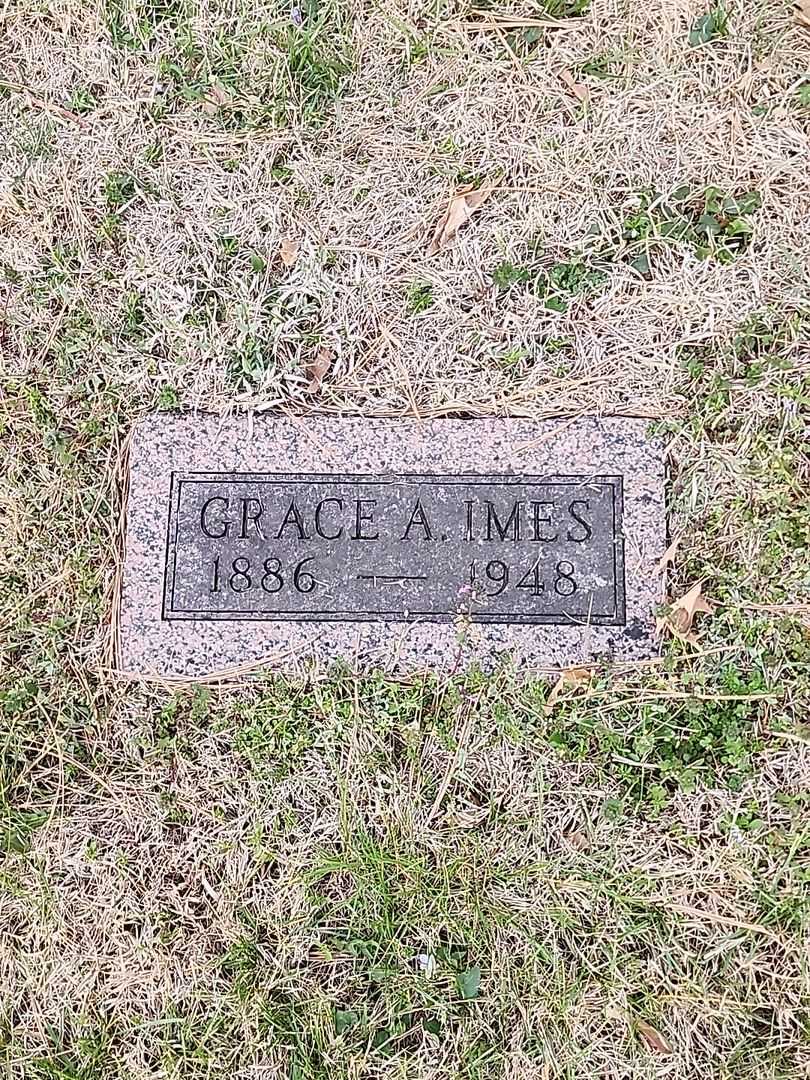 GRACE A. IMES
1886 — 1948